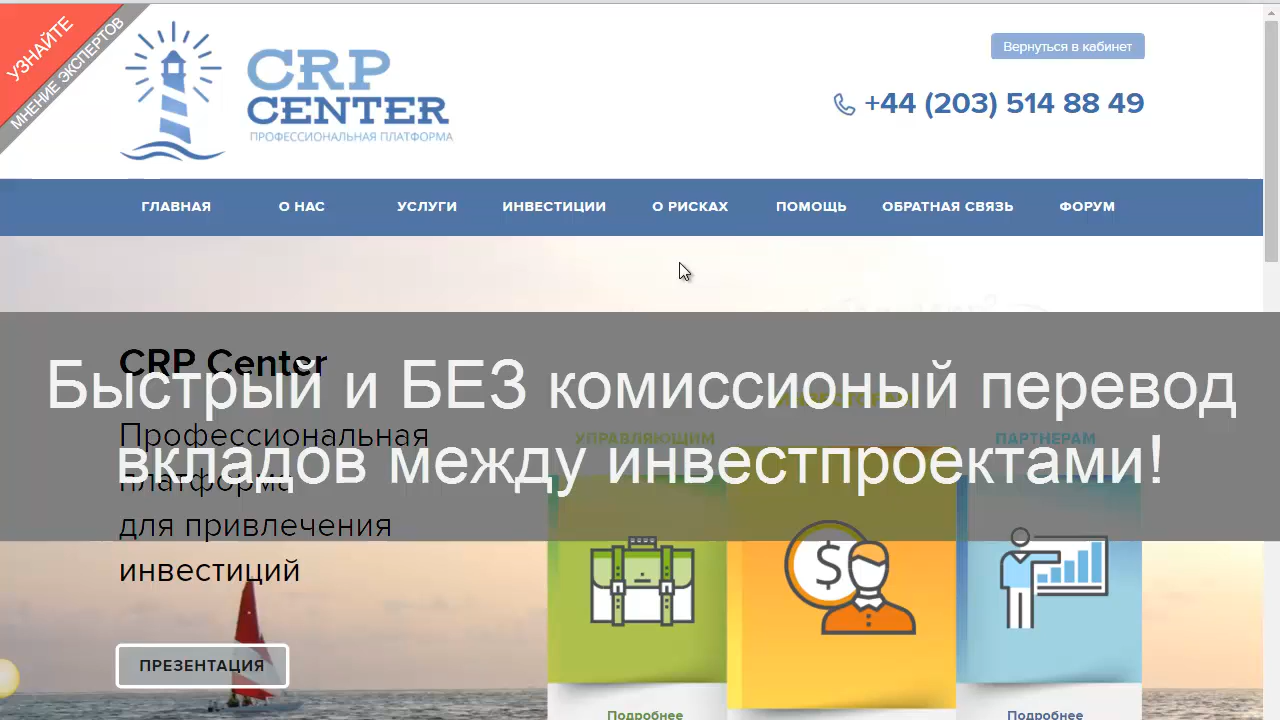 УЗНАЙТЕ
МНЕНИЕ ЭКСПЕРТОВ
CRP
CENTER
ПРОФЕССИОНАЛЬНАЯ ПЛАТФОРМА
Вернуться в кабинет
+44 (203) 514 88 49
ГЛАВНАЯ О НАС УСЛУГИ ИНВЕСТИЦИИ О РИСКАХ ПОМОЩЬ ОБРАТНАЯ СВЯЗЬ ФОРУМ
CRP Center
Быстрый и БЕЗ комиссионый перевод
вкладов между инвестпроектами!
Профессиональная
платформа
для привлечения
инвестиций
УПРАВЛЯЮЩИМ
ПАРТНЕРАМ
ПРЕЗЕНТАЦИЯ
Подробнее
Подробнее